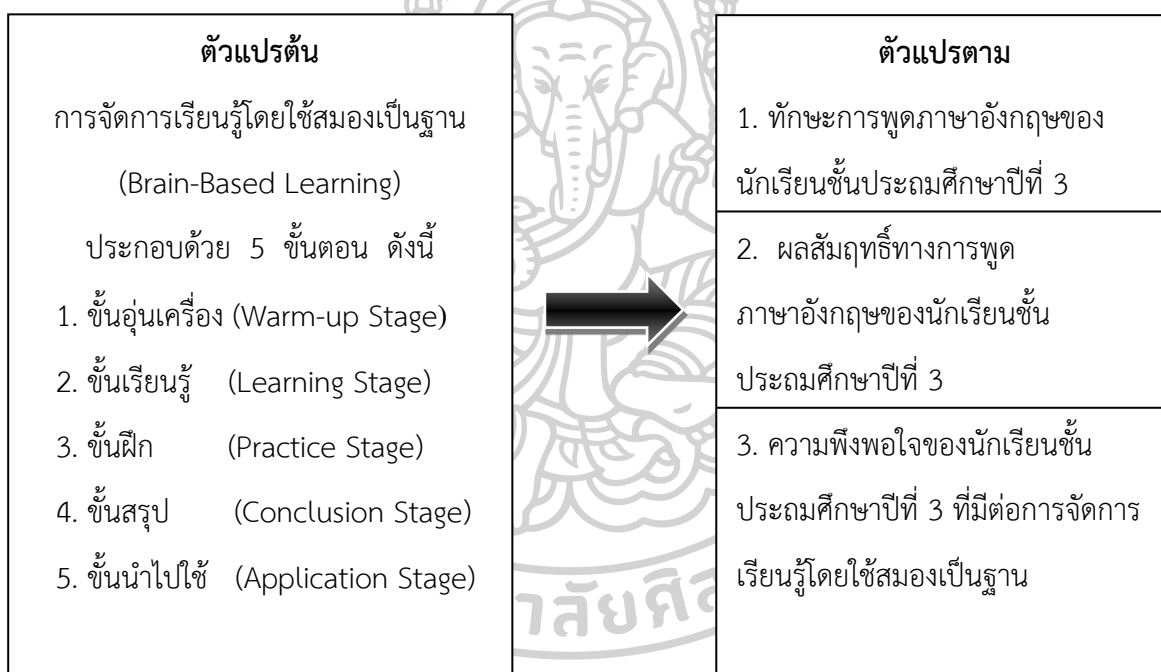 ตัวแปรต้น
การจัดการเรียนรู้โดยใช้สมองเป็นฐาน
(Brain-Based Learning)
ประกอบด้วย 5 ขั้นตอน ดังนี้
1. ขั้นอุ่นเครื่อง (Warm-up Stage)
2. ขั้นเรียนรู้ (Learning Stage)
3. ขั้นฝึก (Practice Stage)
4. ขั้นสรุป (Conclusion Stage)
5. ขั้นนำไปใช้ (Application Stage)
ตัวแปรตาม
1. ทักษะการพูดภาษาอังกฤษของ
นักเรียนชั้นประถมศึกษาปีที่ 3
2. ผลสัมฤทธิ์ทางการพูด
ภาษาอังกฤษของนักเรียนชั้น
ประถมศึกษาปีที่ 3
3. ความพึงพอใจของนักเรียนชั้น
ประถมศึกษาปีที่ 3 ที่มีต่อการจัดการ
เรียนรู้โดยใช้สมองเป็นฐาน
าลัยศิล